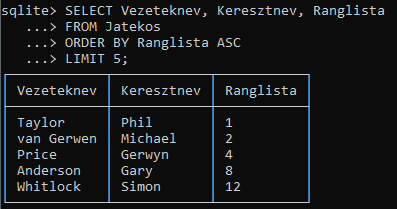 sqlite> SELECT Vezeteknev, Keresztnev, Ranglista
...> FROM Jatekos
...> ORDER BY Ranglista ASC
...> LIMIT 5;
Vezeteknev Keresztnev Ranglista
Taylor Phil 1
van Gerwen Michael 2
Price Gerwyn 4
Anderson Gary 8
Whitlock Simon 12